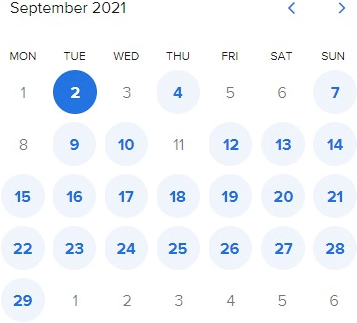 September 2021
MON TUE WED THU FRI SAT SUN
1 2 3 4 5 6 7
8 9 10 11 12 13 14
15 16 17 18 19 20 21
22 23 24 25 26 27 28
29 1 2 3 4 5 6